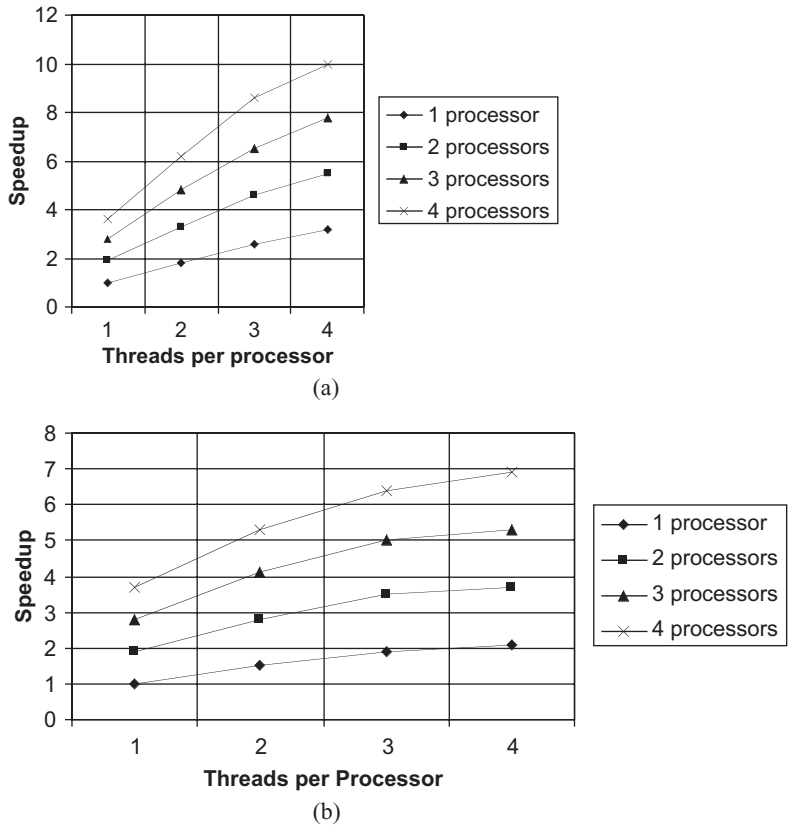 12
10
8
6
4
2
0
Speedup
1 2 3 4
Threads per processor
1 processor
2 processors
3 processors
4 processors
(a)
8
7
6
5
4
3
2
1
0
Speedup
1 2 3 4
Threads per Processor
1 processor
2 processors
3 processors
4 processors
(b)